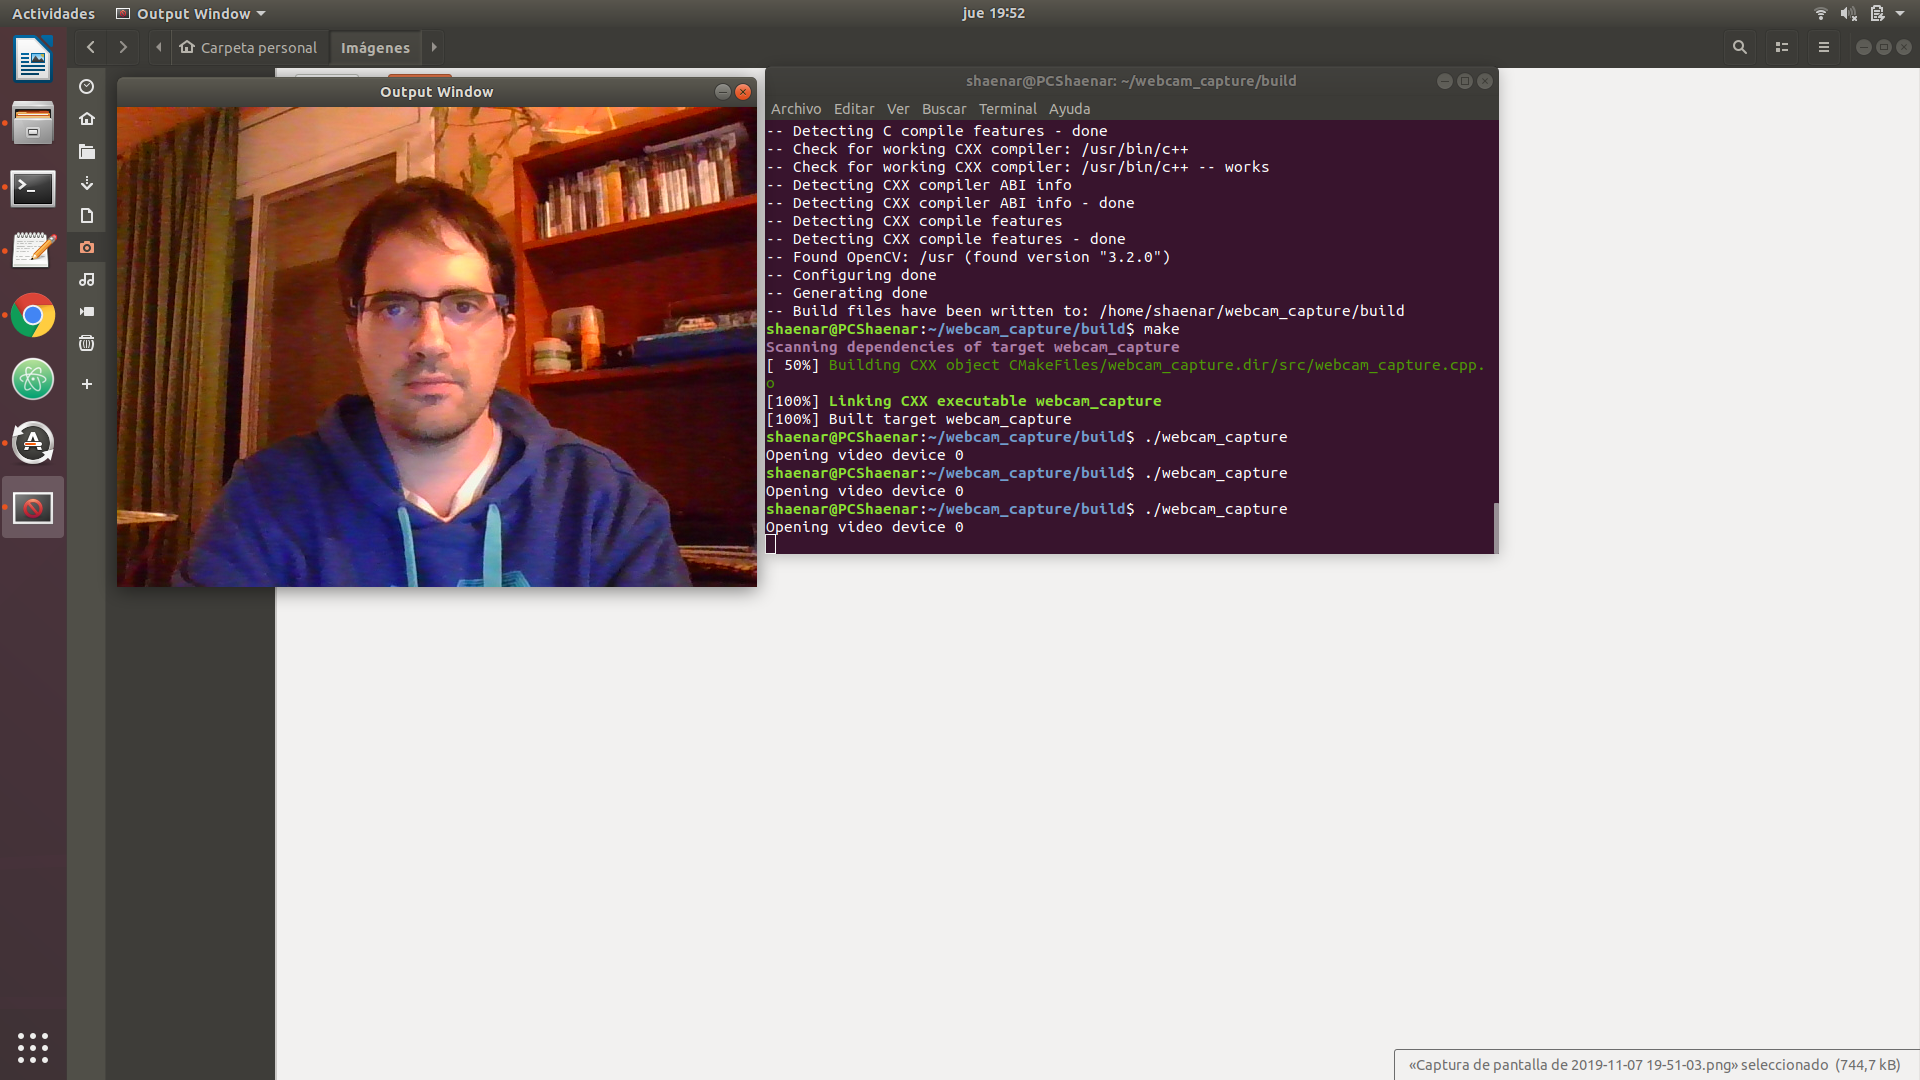 Actividades
Output Window
jue 19:52
Carpeta personal
Imágenes
Output Window
shaenar@PCShaenar: ~/webcam_capture/build
Archivo Editar Ver Buscar Terminal Ayuda
-- Detecting C compile features - done
-- Check for working CXX compiler: /usr/bin/c++
-- Check for working CXX compiler: /usr/bin/c++ -- works
-- Detecting CXX compiler ABI info
-- Detecting CXX compiler ABI info - done
-- Detecting CXX compile features
-- Detecting CXX compile features - done
-- Found OpenCV: /usr (found version "3.2.0")
-- Configuring done
-- Generating done
-- Build files have been written to: /home/shaenar/webcam_capture/build
shaenar@PCShaenar:~/webcam_capture/build$ make
Scanning dependencies of target webcam_capture
[ 50%] Building CXX object CMakeFiles/webcam_capture.dir/src/webcam_capture.cpp.
o
[100%] Linking CXX executable webcam_capture
[100%] Built target webcam_capture
shaenar@PCShaenar:~/webcam_capture/build$ ./webcam_capture
Opening video device 0
shaenar@PCShaenar:~/webcam_capture/build$ ./webcam_capture
Opening video device 0
shaenar@PCShaenar:~/webcam_capture/build$ ./webcam_capture
Opening video device 0
«Captura de pantalla de 2019-11-07 19-51-03.png» seleccionado (744,7 kB)